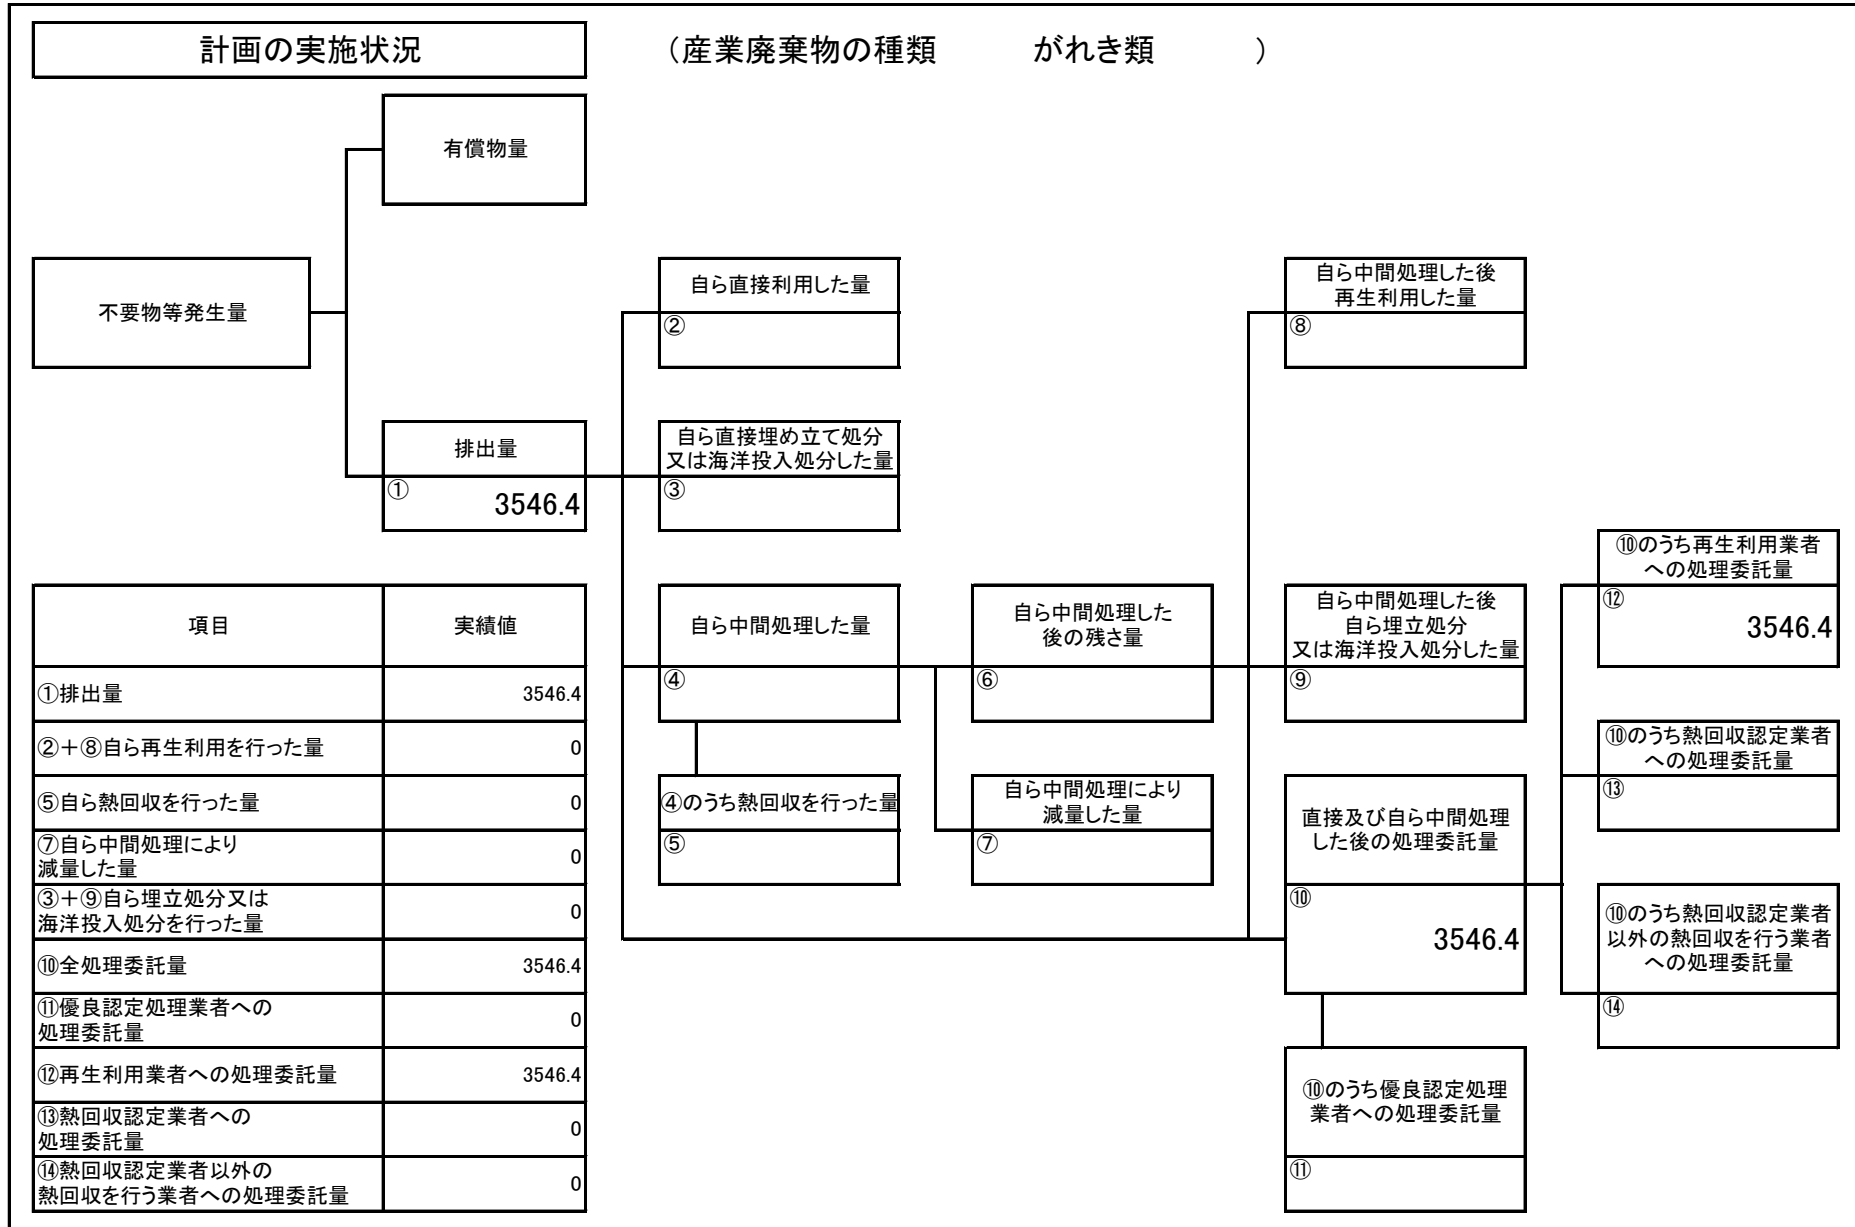 計画の実施状況
（産業廃棄物の種類　がれき類　）
有償物量
不要物等発生量
排出量
①
3546.4
自ら直接利用した量
②
自ら直接埋め立て処分
又は海洋投入処分した量
③
自ら中間処理した量
④
④のうち熱回収を行った量
⑤
自ら中間処理した
後の残さ量
⑥
自ら中間処理により
減量した量
⑦
自ら中間処理した後
再生利用した量
⑧
自ら中間処理した後
自ら埋立処分
又は海洋投入処分した量
⑨
直接及び自ら中間処理
した後の処理委託量
⑩
3546.4
⑩のうち優良認定処理
業者への処理委託量
⑪
⑩のうち再生利用業者
への処理委託量
⑫
3546.4
⑩のうち熱回収認定業者
への処理委託量
⑬
⑩のうち熱回収認定業者
以外の熱回収を行う業者
への処理委託量
⑭
項目 実績値
①排出量 3546.4
②＋⑧自ら再生利用を行った量 0
⑤自ら熱回収を行った量 0
⑦自ら中間処理により
減量した量 0
③＋⑨自ら埋立処分又は
海洋投入処分を行った量 0
⑩全処理委託量 3546.4
⑪優良認定処理業者への
処理委託量 0
⑫再生利用業者への処理委託量 3546.4
⑬熱回収認定業者への
処理委託量 0
⑭熱回収認定業者以外の
熱回収を行う業者への処理委託量 0